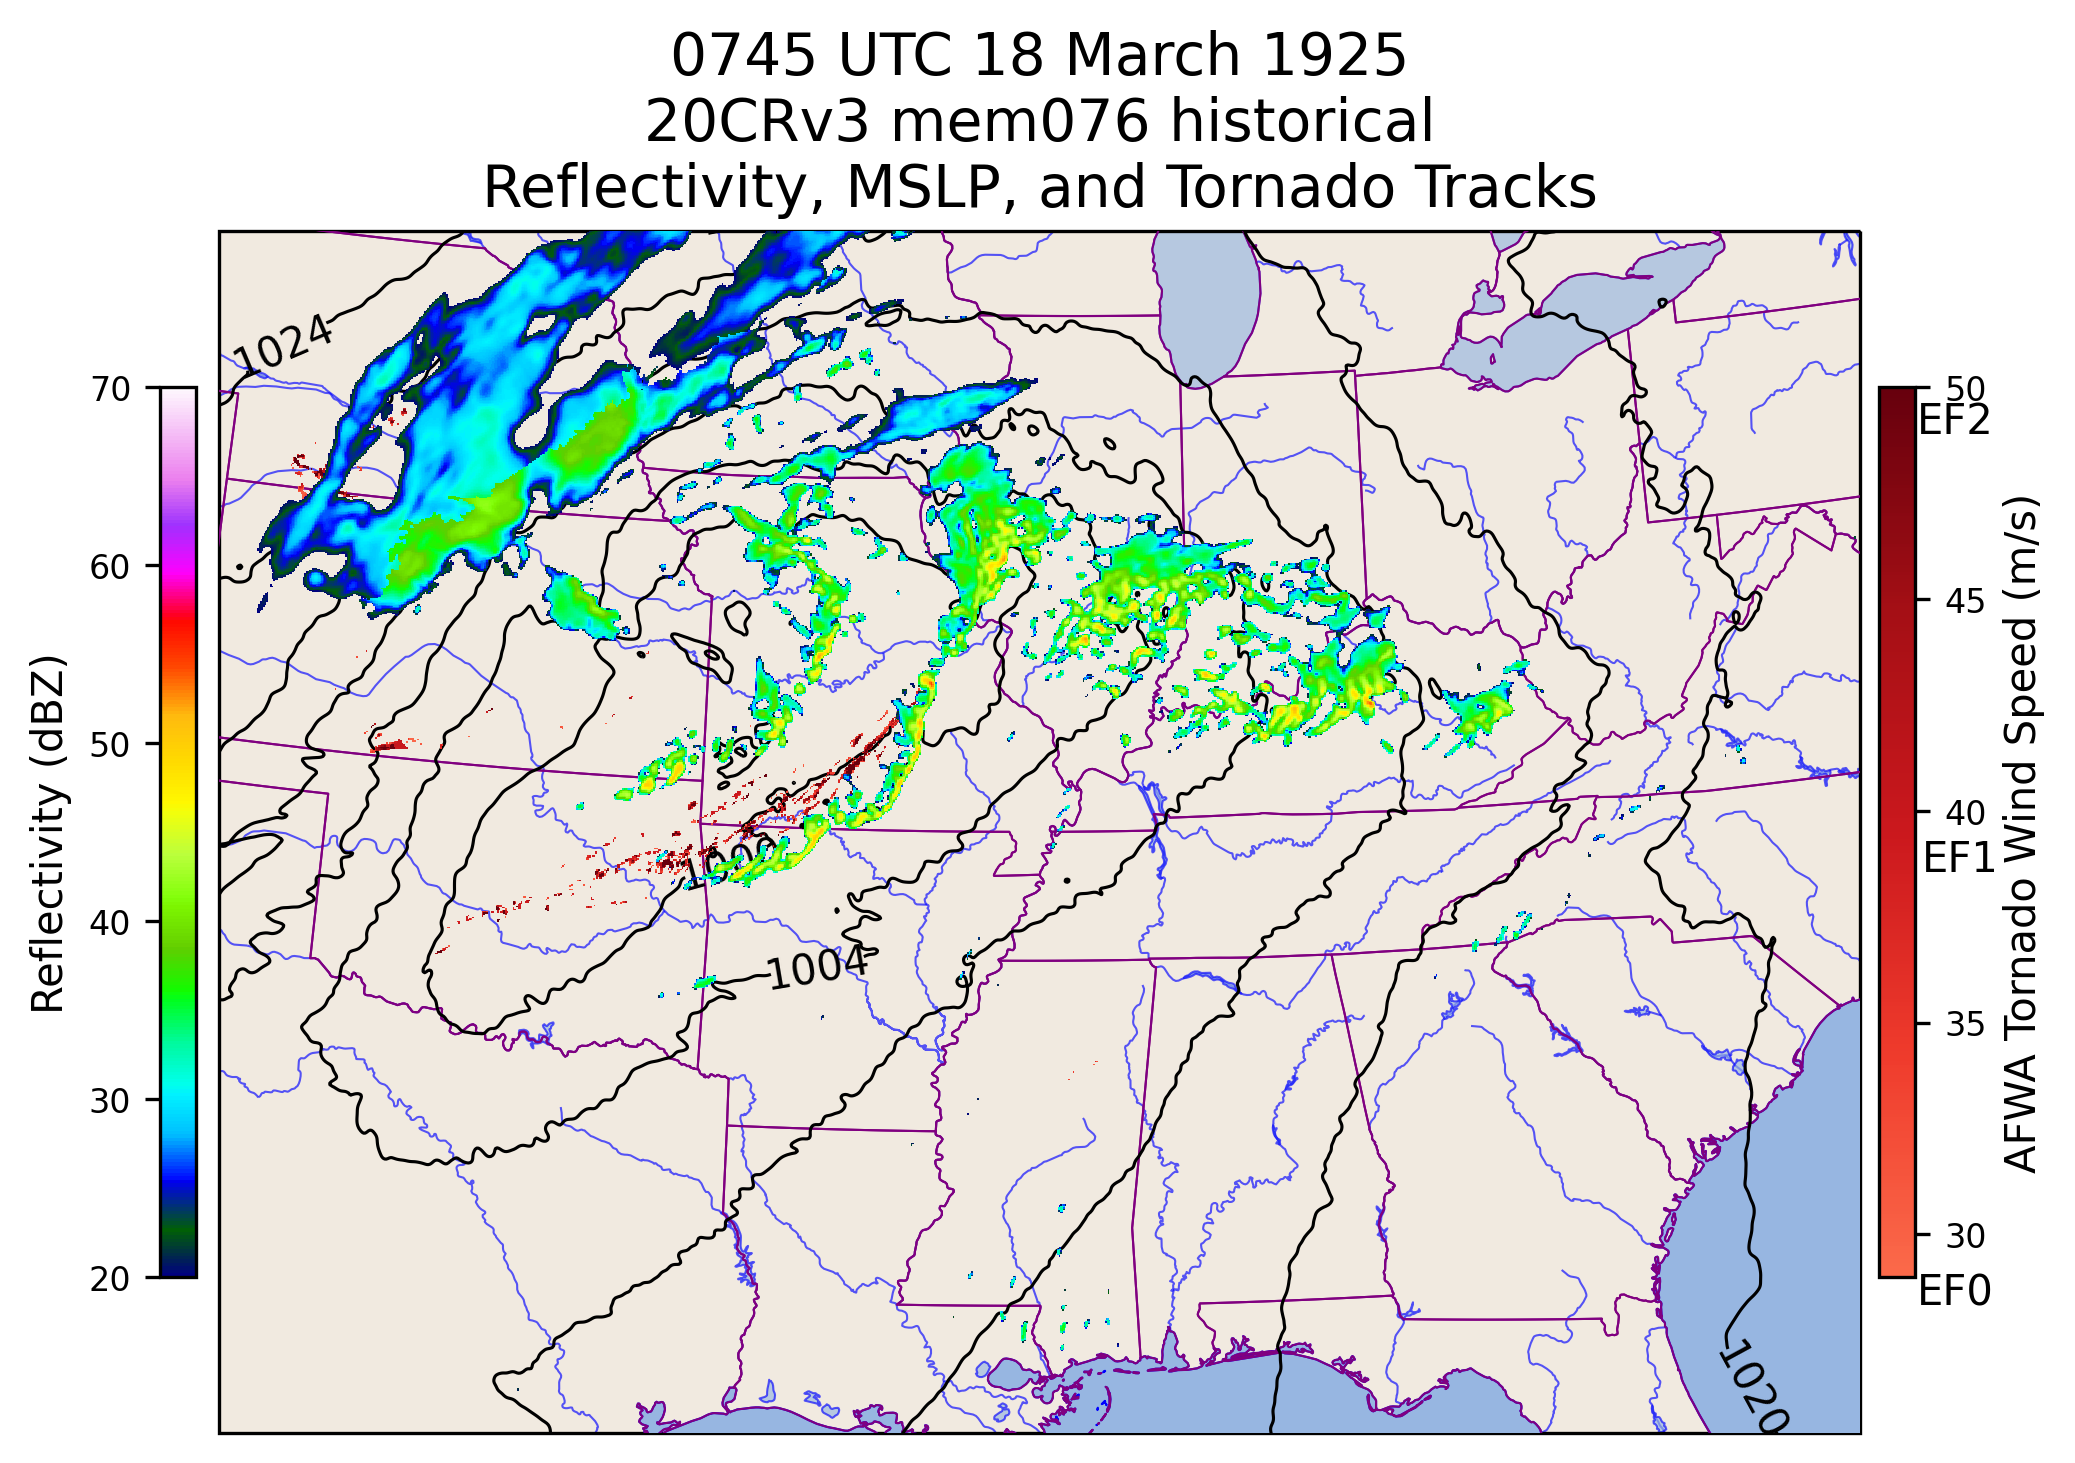 0745 UTC 18 March 1925
20CRv3 mem076 historical
Reflectivity, MSLP, and Tornado Tracks
1024
1004
1020
70
60
50
40
30
20
Reflectivity (dBZ)
50
EF2
45
40
EF1
35
30
EF0
AFWA Tornado Wind Speed (m/s)